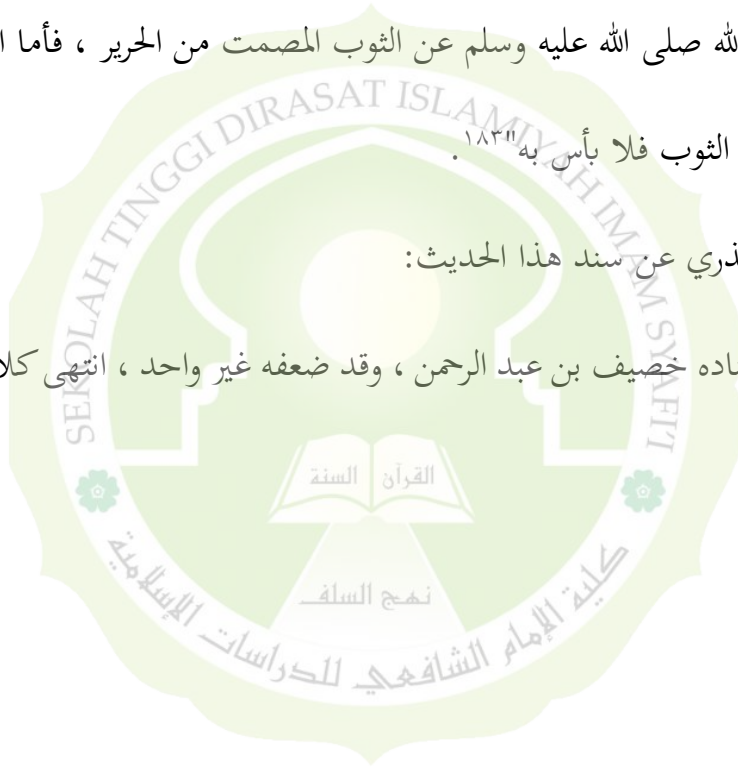 لله صلى الله عليه وسلم عن الثوب المصمت من الحرير ، فأما
الثوب فلا بأس به"١٨٣.
ذري عن سند هذا الحديث:
اده خصيف بن عبد الرحمن ، وقد ضعفه غير واحد ، انتهى كلا
SEKOLAH TINGGI DIRASAT ISLAMIYAH IMAM SYAFI'I
القرآن السنة
نهج السلف
كلية الإمام الشافعي للدراسات الإسلامية